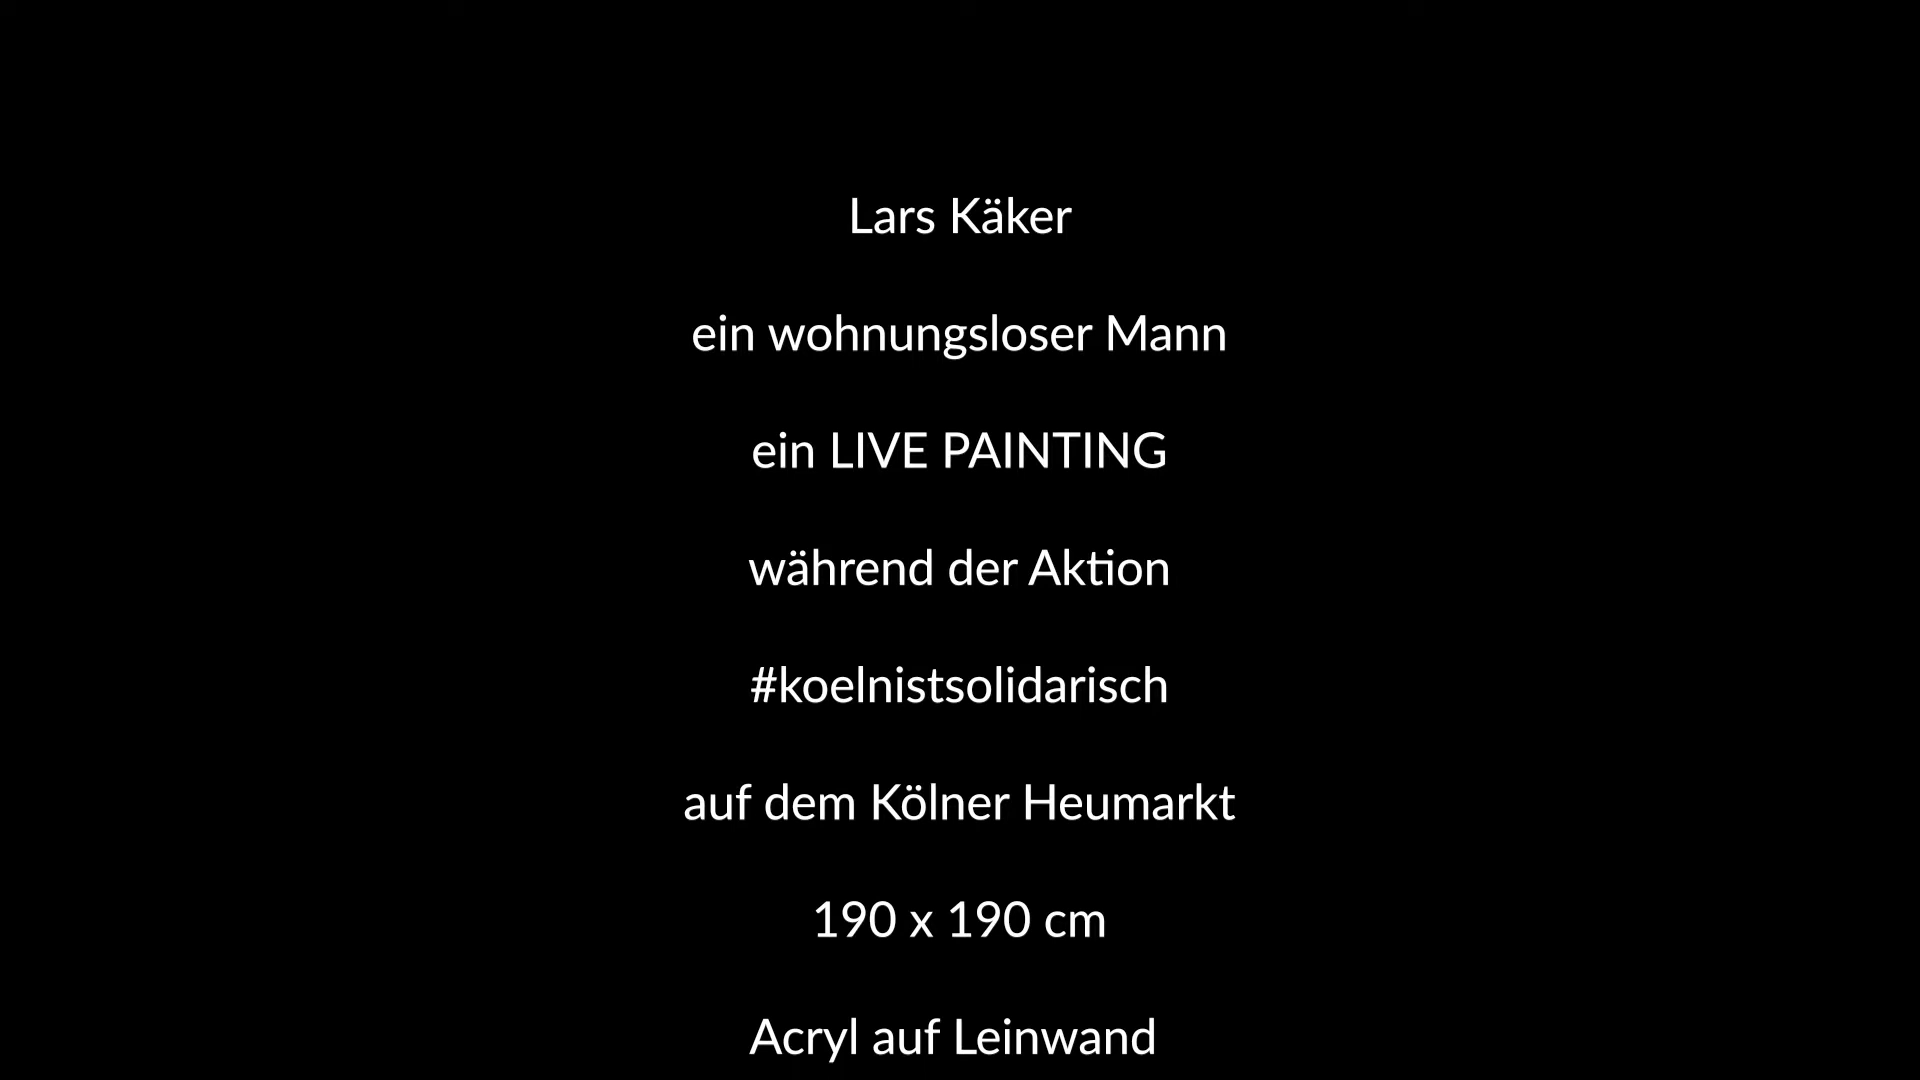 Lars Käker
ein wohnungsloser Mann
ein LIVE PAINTING
während der Aktion
#koelnistsolidarisch
auf dem Kölner Heumarkt
190 x 190 cm
Acryl auf Leinwand